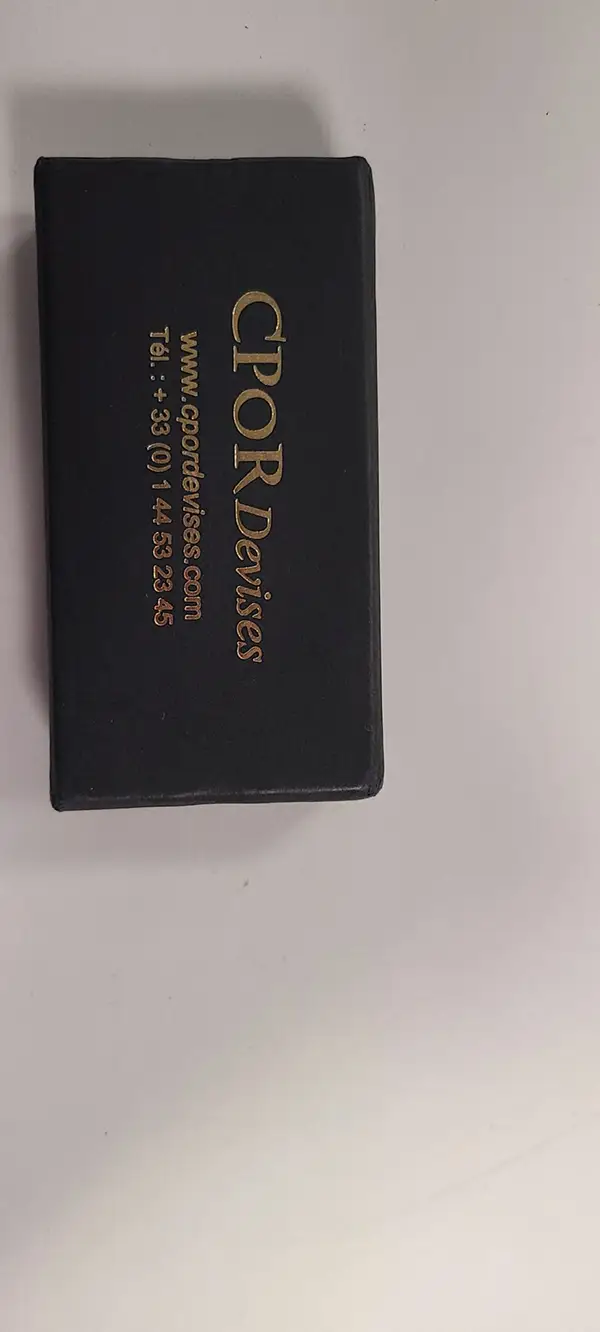 CPOR Devises
www.cpordevises.com
Tél. : + 33 (0) 1 44 53 23 45